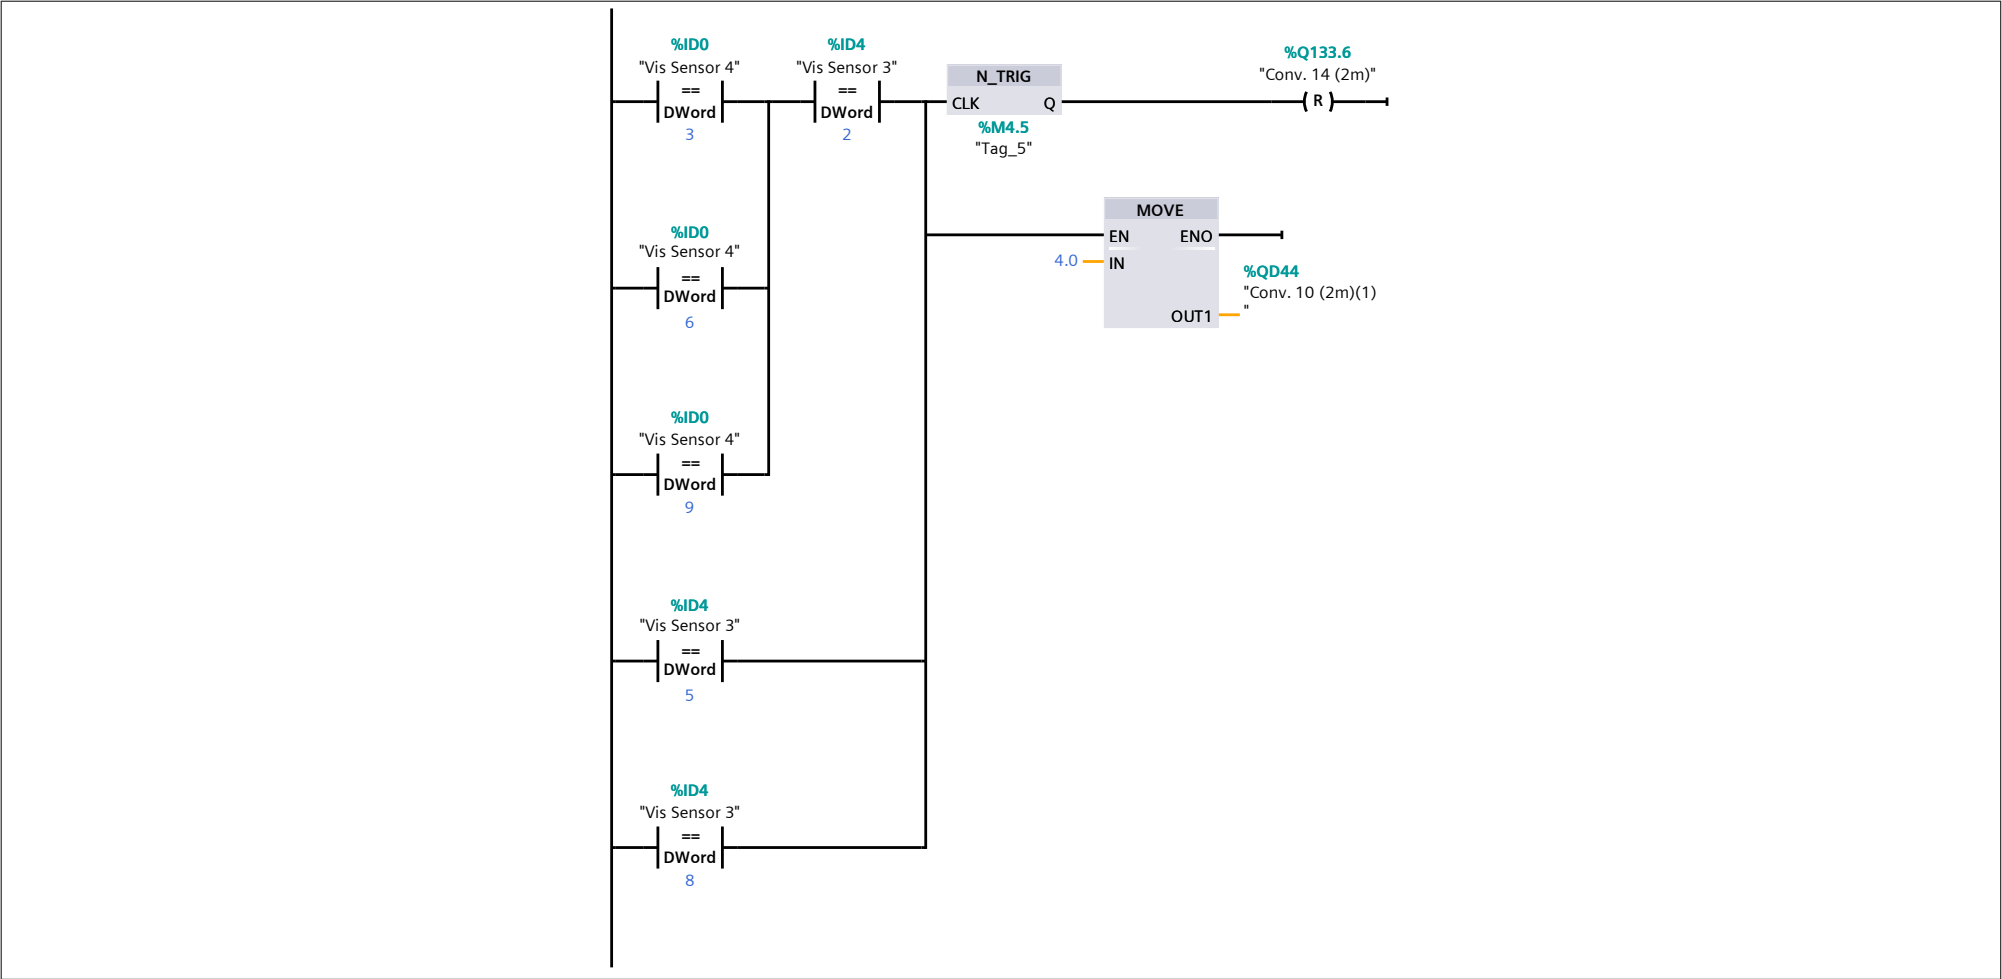 %ID0
"Vis Sensor 4"
==
DWord
3
%ID4
"Vis Sensor 3"
==
DWord
2
N_TRIG
CLK Q
%M4.5
"Tag_5"
%Q133.6
"Conv. 14 (2m)"
R
MOVE
EN ENO
4.0 IN
OUT1
%QD44
"Conv. 10 (2m)(1)
"
%ID0
"Vis Sensor 4"
==
DWord
6
%ID0
"Vis Sensor 4"
==
DWord
9
%ID4
"Vis Sensor 3"
==
DWord
5
%ID4
"Vis Sensor 3"
==
DWord
8